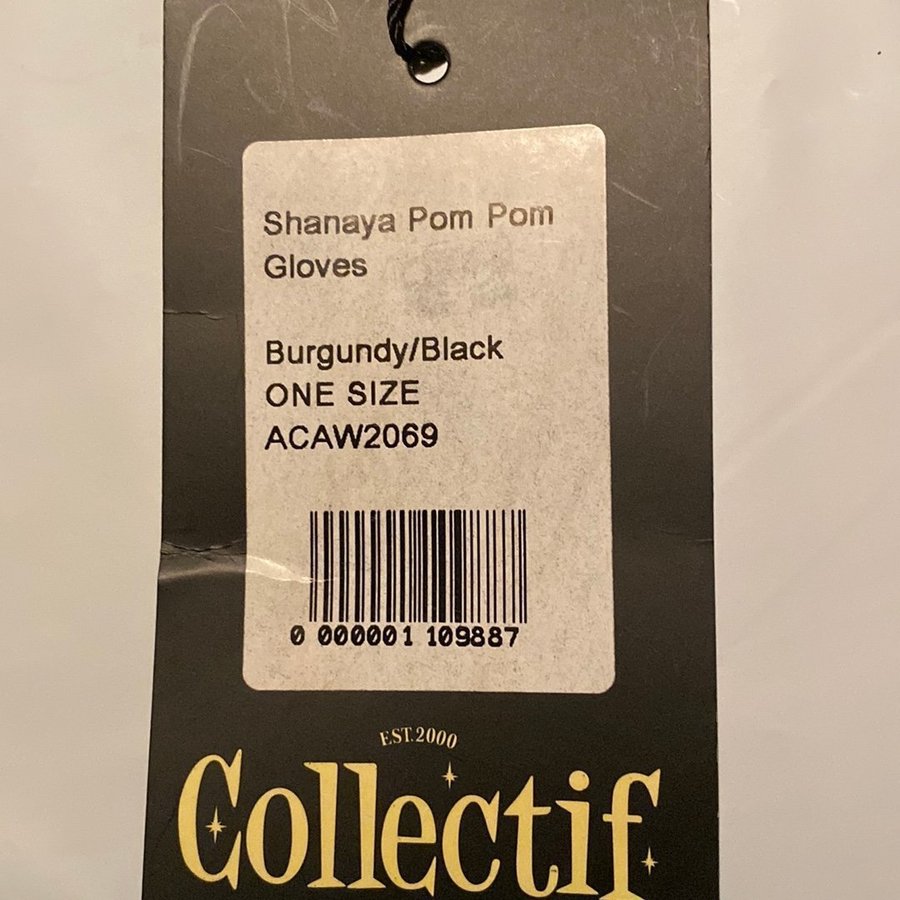 Shanaya Pom Pom
Gloves
Burgundy/Black
ONE SIZE
ACAW2069
0 000001 109887
EST.2000
Collectif